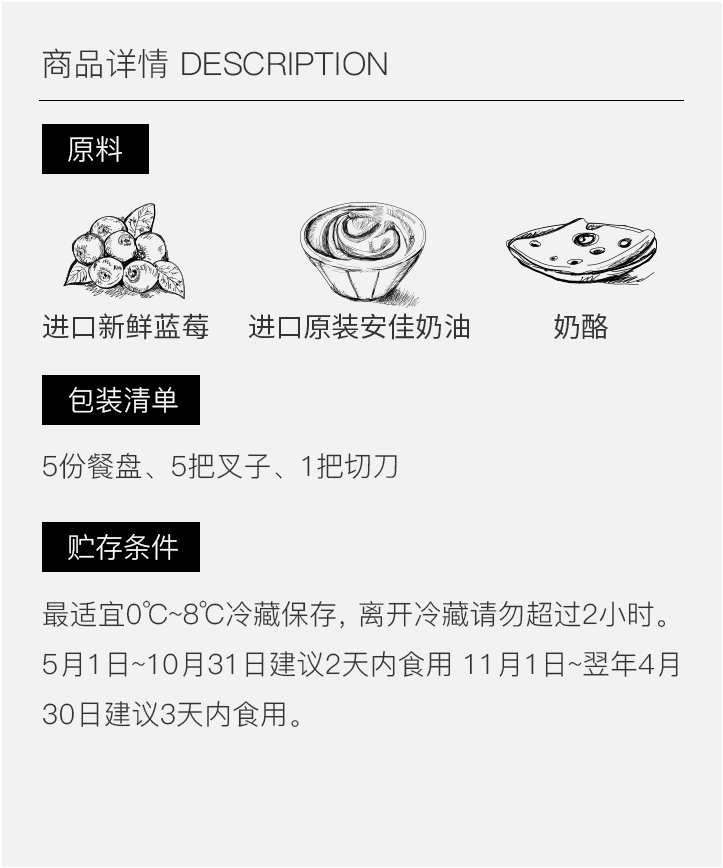 商品详情 DESCRIPTION
原料
进口新鲜蓝莓 进口原装安佳奶油 奶酪
包装清单
5份餐盘、5把叉子、1把切刀
贮存条件
最适宜0℃~8℃冷藏保存, 离开冷藏请勿超过2小时。
5月1日~10月31日建议2天内食用 11月1日~翌年4月
30日建议3天内食用。